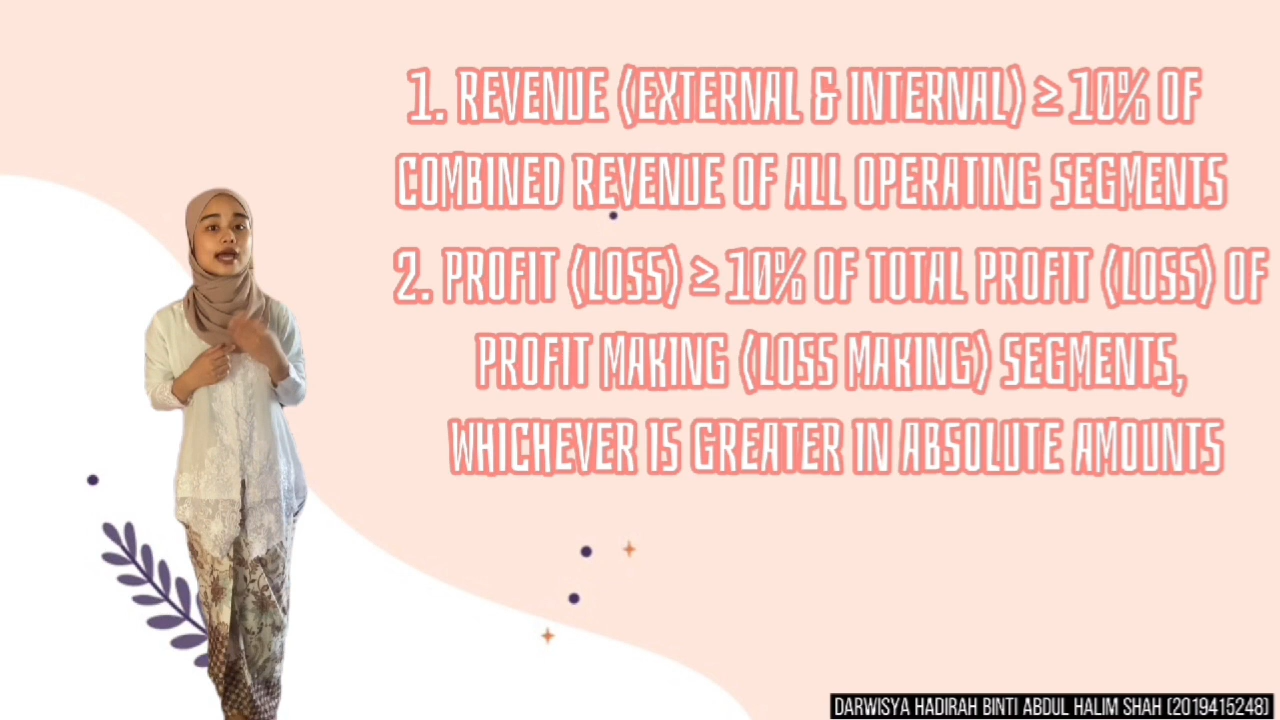 1. REVENUE (EXTERNAL & INTERNAL) ≥ 10% OF
COMBINED REVENUE OF ALL OPERATING SEGMENTS
2. PROFIT (LOSS) ≥ 10% OF TOTAL PROFIT (LOSS) OF
PROFIT MAKING (LOSS MAKING) SEGMENTS,
WHICHEVER IS GREATER IN ABSOLUTE AMOUNTS
DARWISYA HADIRAH BINTI ABDUL HALIM SHAH (2019415248)